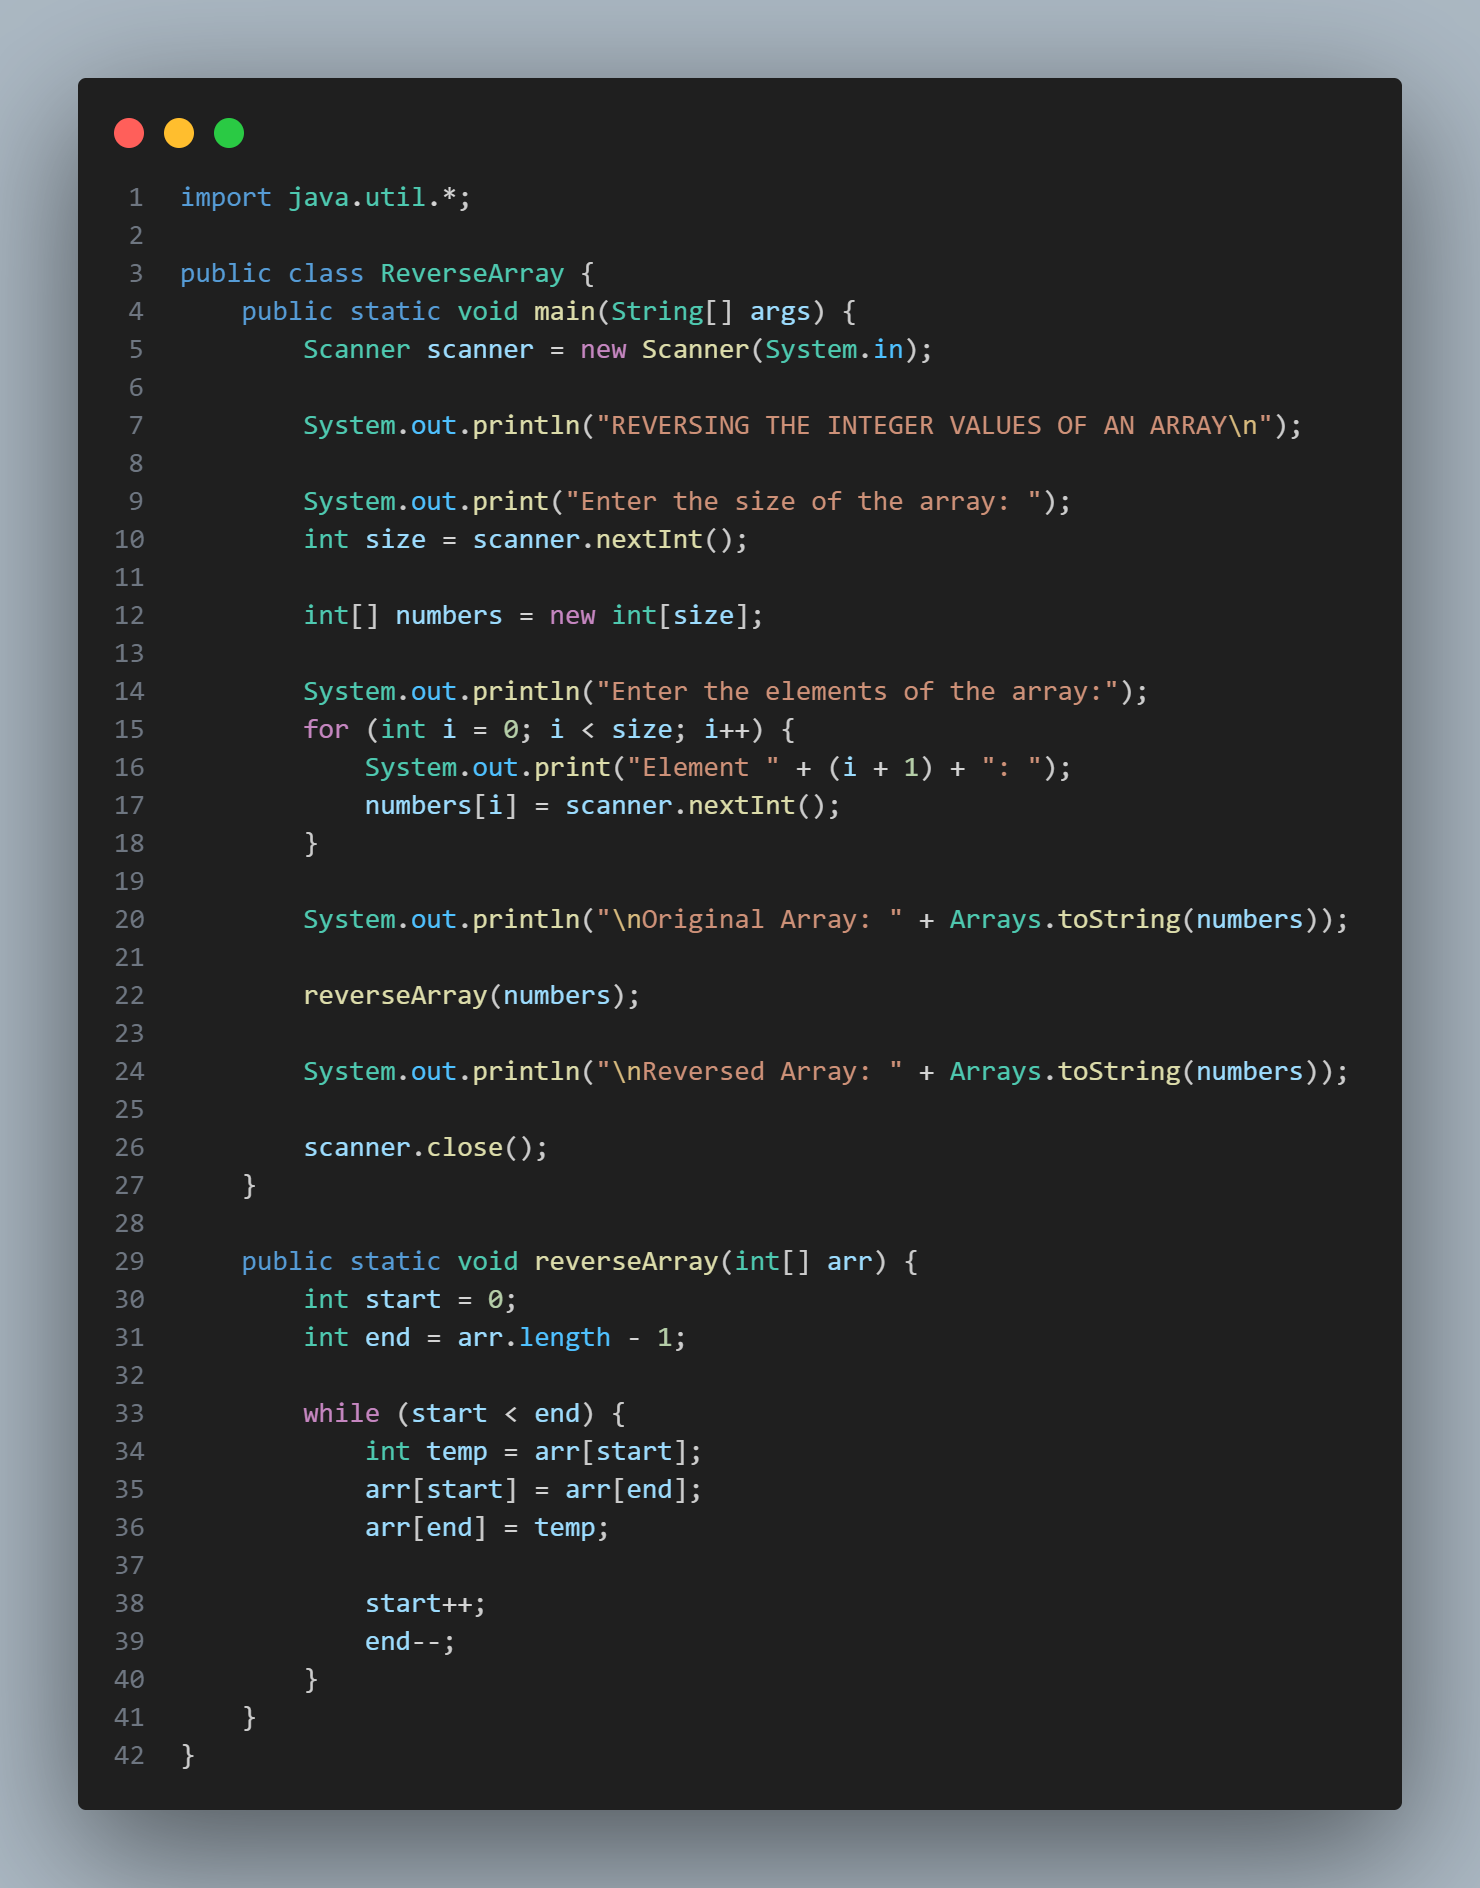 1 import java.util.*;
2
3 public class ReverseArray {
4     public static void main(String[] args) {
5         Scanner scanner = new Scanner(System.in);
6
7         System.out.println("REVERSING THE INTEGER VALUES OF AN ARRAY\n");
8
9         System.out.print("Enter the size of the array: ");
10         int size = scanner.nextInt();
11
12         int[] numbers = new int[size];
13
14         System.out.println("Enter the elements of the array:");
15         for (int i = 0; i < size; i++) {
16             System.out.print("Element " + (i + 1) + ": ");
17             numbers[i] = scanner.nextInt();
18         }
19
20         System.out.println("\nOriginal Array: " + Arrays.toString(numbers));
21
22         reverseArray(numbers);
23
24         System.out.println("\nReversed Array: " + Arrays.toString(numbers));
25
26         scanner.close();
27     }
28
29     public static void reverseArray(int[] arr) {
30         int start = 0;
31         int end = arr.length - 1;
32
33         while (start < end) {
34             int temp = arr[start];
35             arr[start] = arr[end];
36             arr[end] = temp;
37
38             start++;
39             end--;
40         }
41     }
42 }